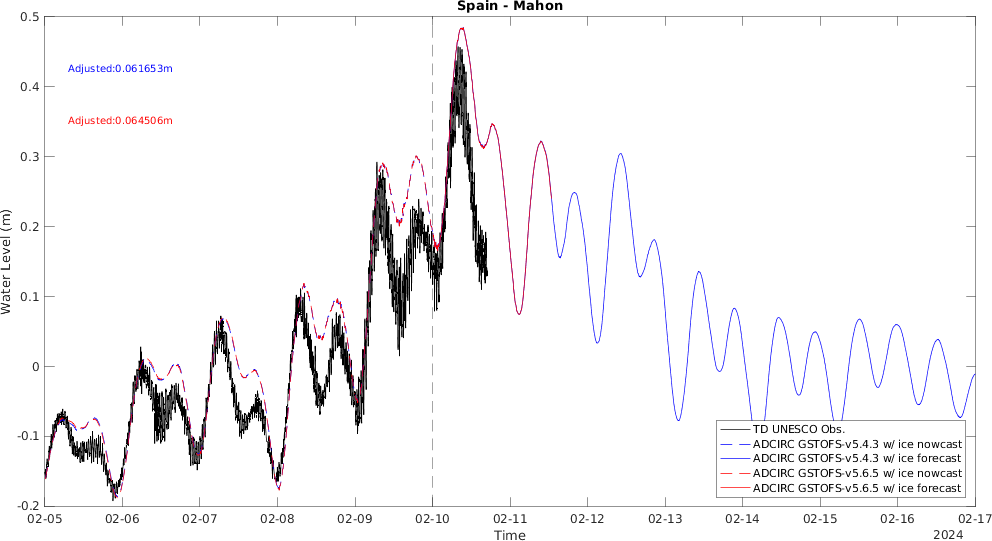 Spain - Mahon
Adjusted:0.061653m
Adjusted:0.064506m
Water Level (m)
0.5
0.4
0.3
0.2
0.1
0
-0.1
-0.2
TD UNESCO Obs.
ADCIRC GSTOFS-v5.4.3 w/ ice nowcast
ADCIRC GSTOFS-v5.4.3 w/ ice forecast
ADCIRC GSTOFS-v5.6.5 w/ ice nowcast
ADCIRC GSTOFS-v5.6.5 w/ ice forecast
02-05 02-06 02-07 02-08 02-09 02-10 02-11 02-12 02-13 02-14 02-15 02-16 02-17
Time
2024